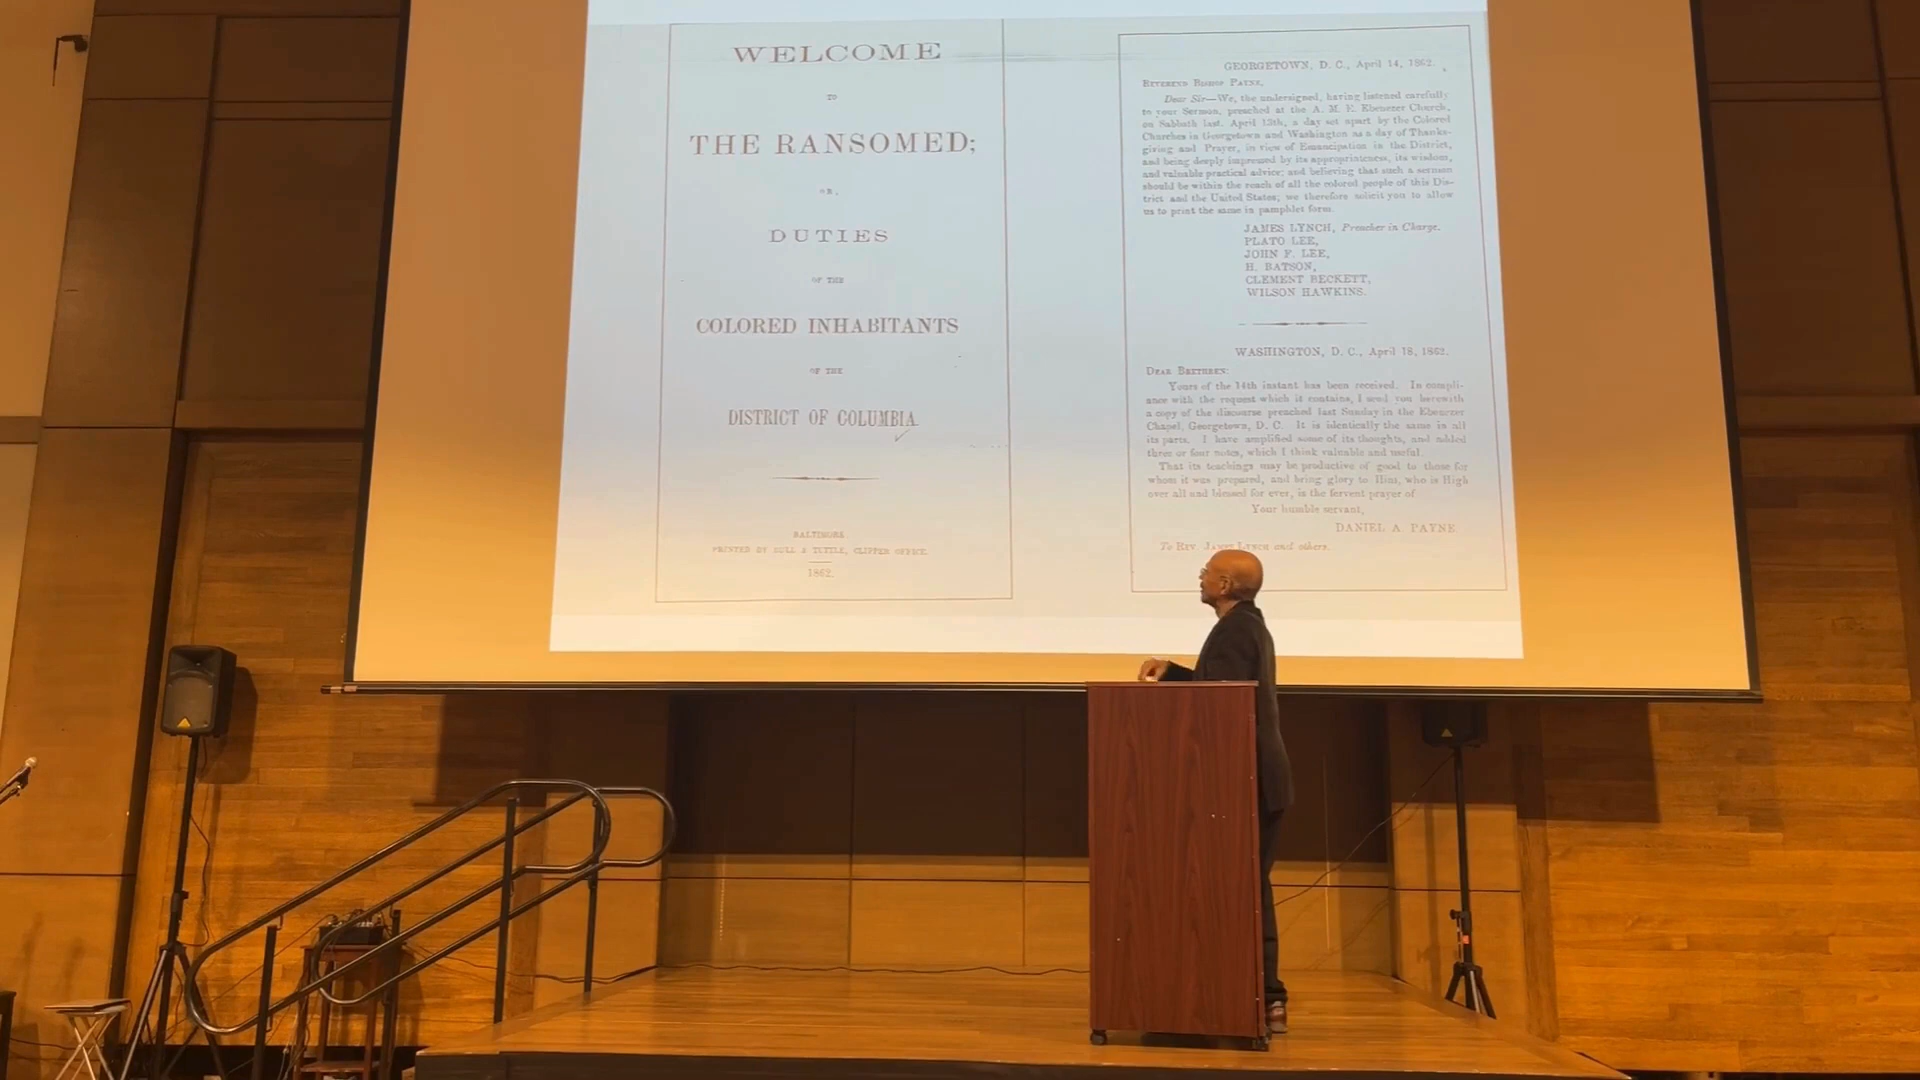 WELCOME
TO
THE RANSOMED;
OR,
DUTIES
OF THE
COLORED INHABITANTS
OF THE
DISTRICT OF COLUMBIA.
BALTIMORE
PRINTED BY BULL & TUTTLE, CLIPPER OFFICE.
1862.
GEORGETOWN, D. C., April 14, 1862.
REVEREND BISHOP PAYNE,
Dear Sir—We, the undersigned, having listened carefully
to your Sermon, preached at the A. M. E. Ebenezer Church,
on Sabbath last, April 13th, a day set apart by the Colored
Churches in Georgetown and Washington as a day of Thanks-
giving and Prayer, in view of Emancipation in the District,
and being deeply impressed by its appropriateness, its wisdom,
and valuable practical advice; and believing that such a sermon
should be within the reach of all the colored people of this Dis-
trict and the United States; we therefore solicit you to allow
us to print the same in pamphlet form.
JAMES LYNCH, Preacher in Charge.
PLATO LEE,
JOHN F. LEE,
H. BATSON,
CLEMENT BECKETT,
WILSON HAWKINS.
WASHINGTON, D. C., April 18, 1862.
DEAR BRETHREN:
Yours of the 14th instant has been received. In compli-
ance with the request which it contains, I send you herewith
a copy of the discourse preached last Sunday in the Ebenezer
Chapel, Georgetown, D. C. It is identically the same in all
its parts. I have amplified some of its thoughts, and added
three or four notes, which I think valuable and useful.
That its teachings may be productive of good to those for
whom it was prepared, and bring glory to Him, who is High
over all and blessed for ever, is the fervent prayer of
Your humble servant,
DANIEL A. PAYNE.
To REV. JAMES LYNCH and others.